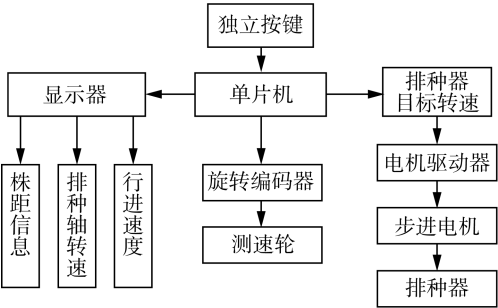 独立按键
显示器
单片机
排种器
目标转速
株距信息
排种轴转速
行进速度
旋转编码器
测速轮
电机驱动器
步进电机
排种器